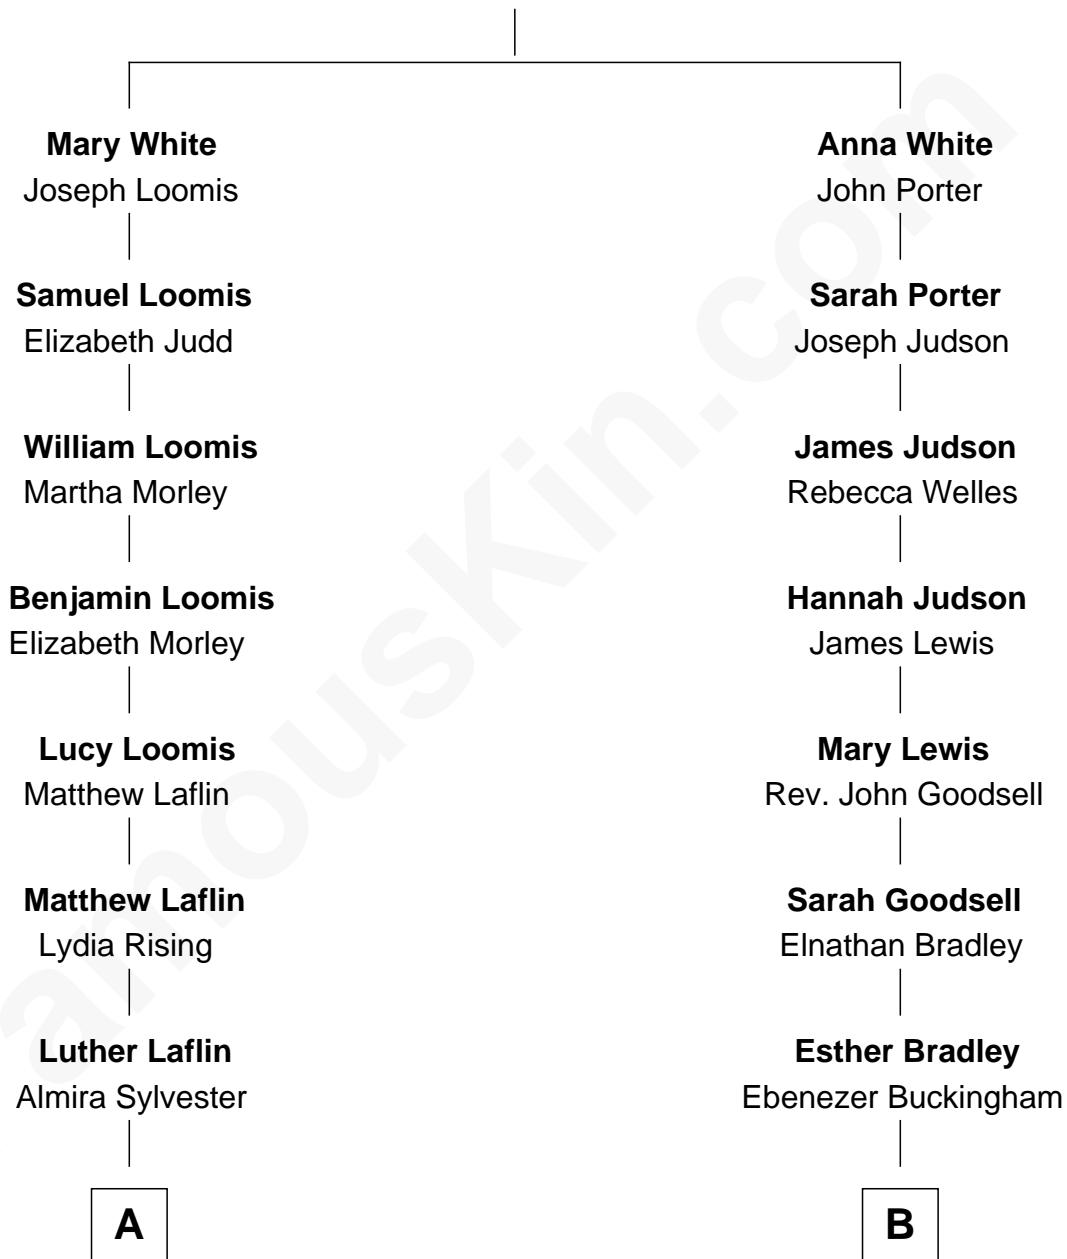 Mary White
Joseph Loomis
Samuel Loomis
Elizabeth Judd
William Loomis
Martha Morley
Benjamin Loomis
Elizabeth Morley
Lucy Loomis
Matthew Laflin
Matthew Laflin
Lydia Rising
Luther Laflin
Almira Sylvester
A
Anna White
John Porter
Sarah Porter
Joseph Judson
James Judson
Rebecca Welles
Hannah Judson
James Lewis
Mary Lewis
Rev. John Goodsell
Sarah Goodsell
Elnathan Bradley
Esther Bradley
Ebenezer Buckingham
B
amousKin.com